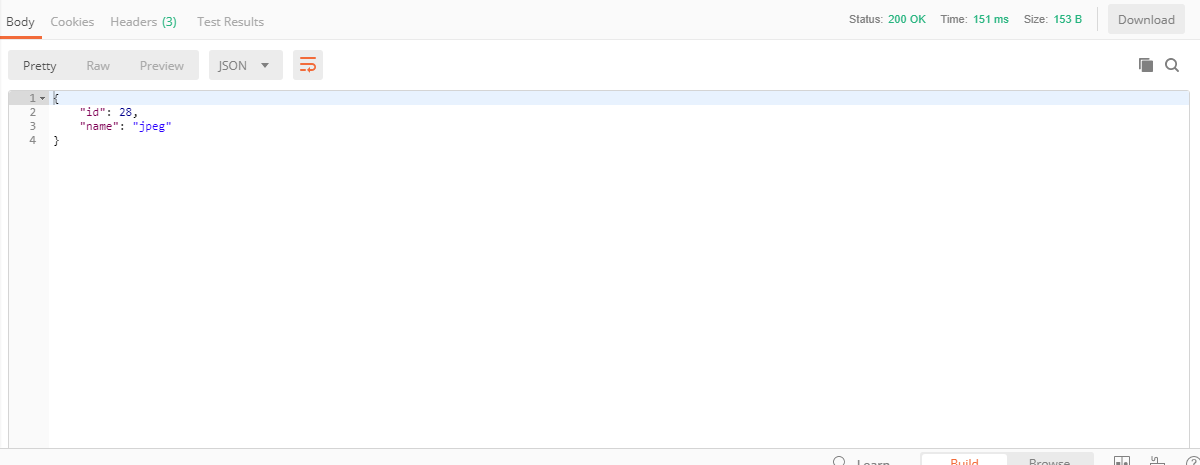 Body Cookies Headers (3) Test Results Status: 200 OK Time: 151 ms Size: 153 B Download
Pretty Raw Preview JSON
1 {
2 "id": 28,
3 "name": "jpeg"
4 }
Learn Build Browse